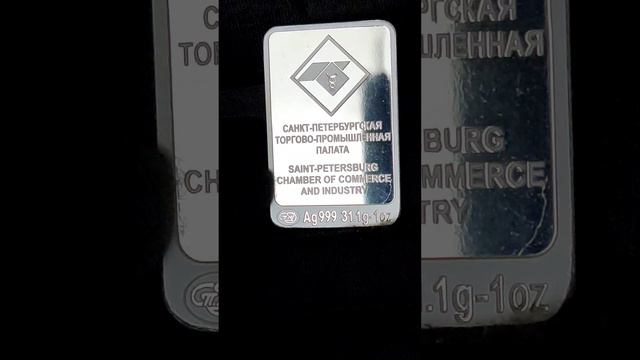 САНКТ-ПЕТЕРБУРГСКАЯ
ТОРГОВО-ПРОМЫШЛЕННАЯ
ПАЛАТА
SAINT-PETERSBURG
CHAMBER OF COMMERCE
AND INDUSTRY
Ag999 31.1g-1oz